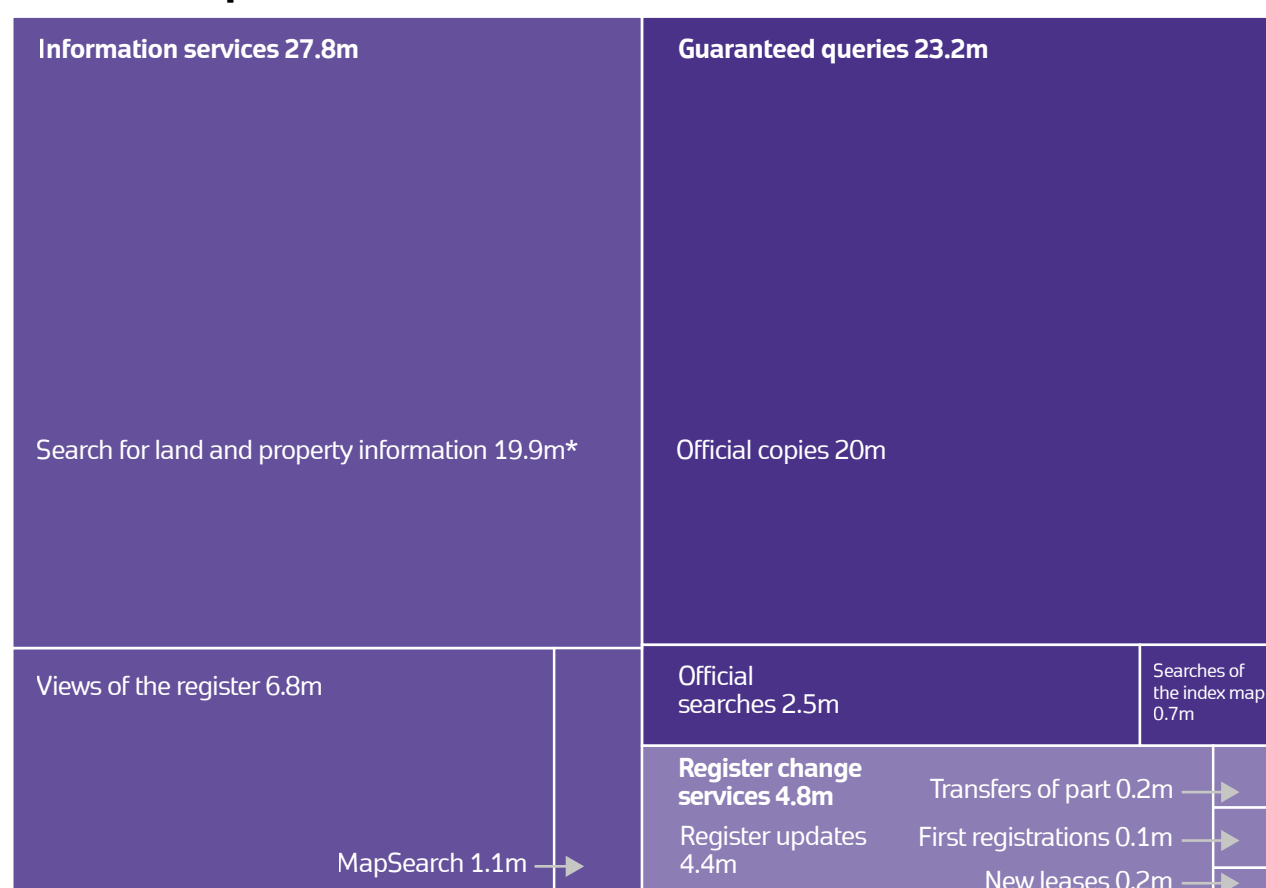 Information services 27.8m
Search for land and property information 19.9m*
Views of the register 6.8m
MapSearch 1.1m
Guaranteed queries 23.2m
Official copies 20m
Official
searches 2.5m
Searches of
the index map
0.7m
Register change
services 4.8m
Register updates
4.4m
Transfers of part 0.2m
First registrations 0.1m
New leases 0.2m